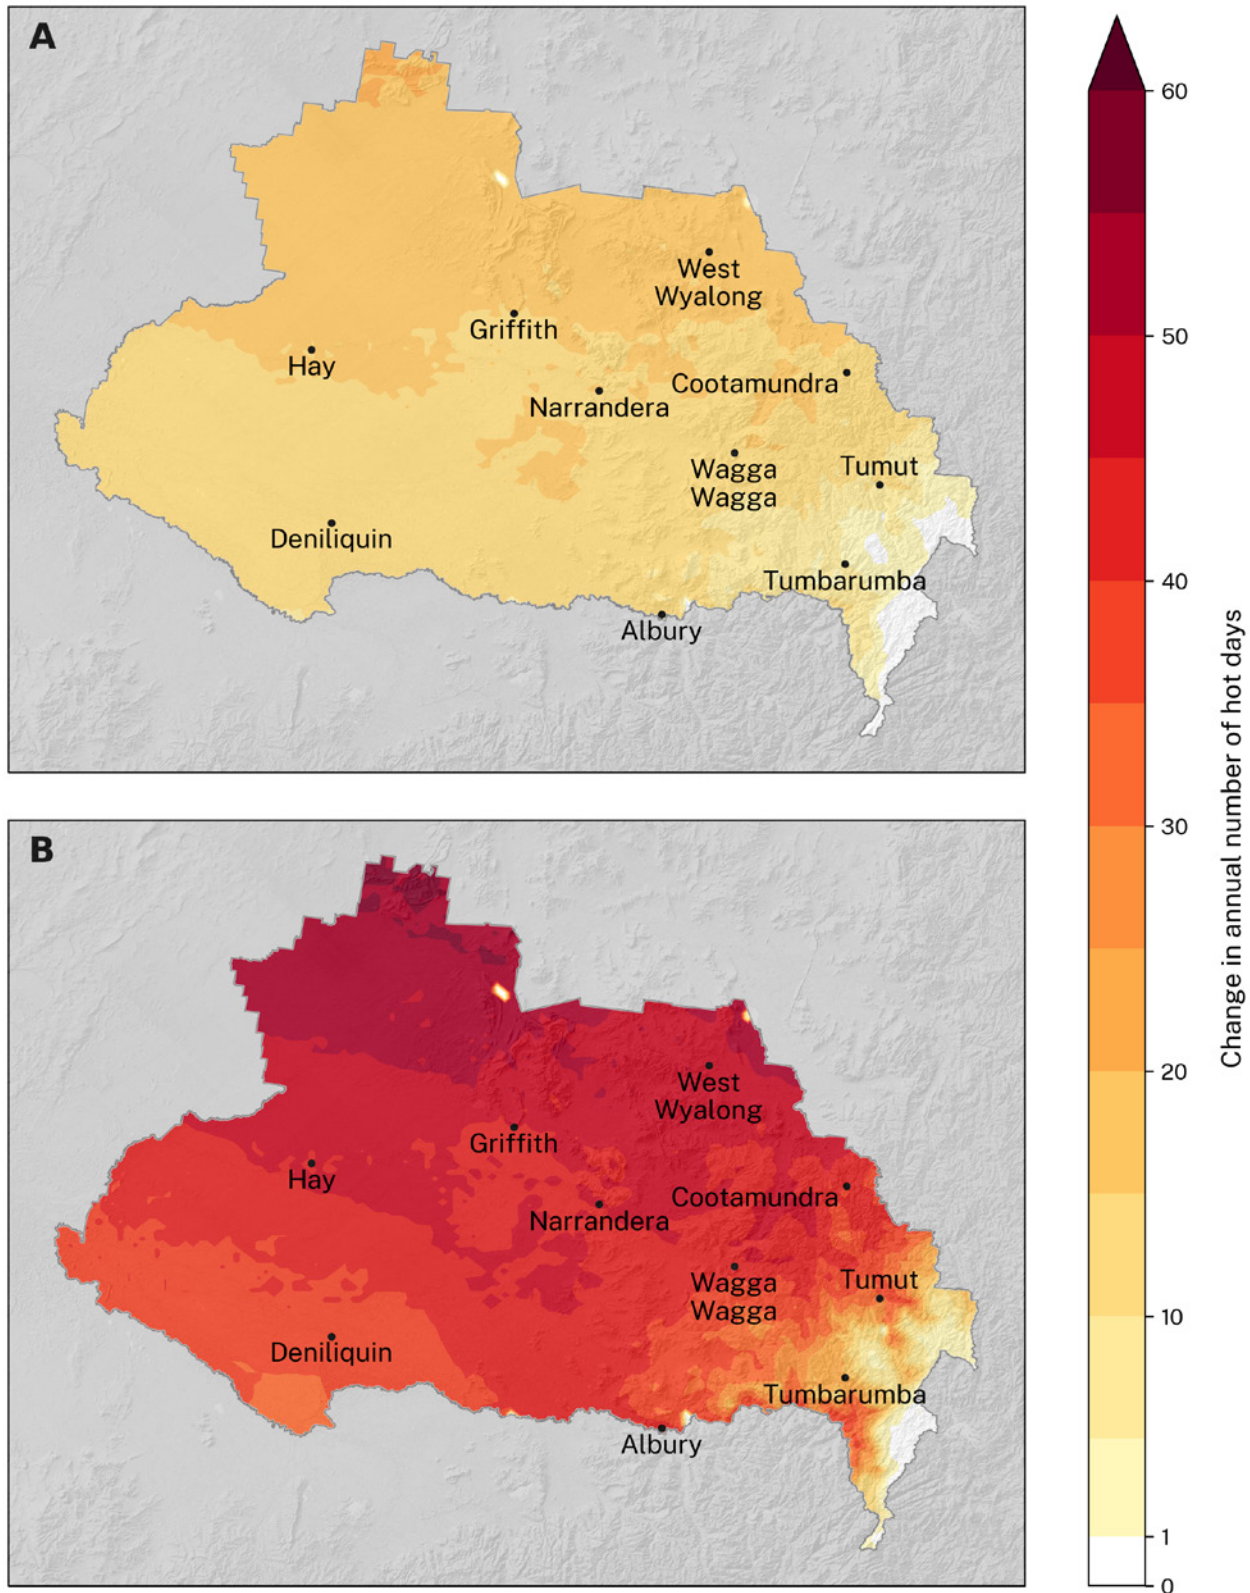 A
West
Wyalong
Griffith
Hay
Cootamundra
Narrandera
Wagga
Wagga
Tumut
Deniliquin
Tumbarumba
Albury
B
West
Wyalong
Griffith
Hay
Cootamundra
Narrandera
Wagga
Wagga
Tumut
Deniliquin
Tumbarumba
Albury
60
50
40
30
20
10
1
0
Change in annual number of hot days